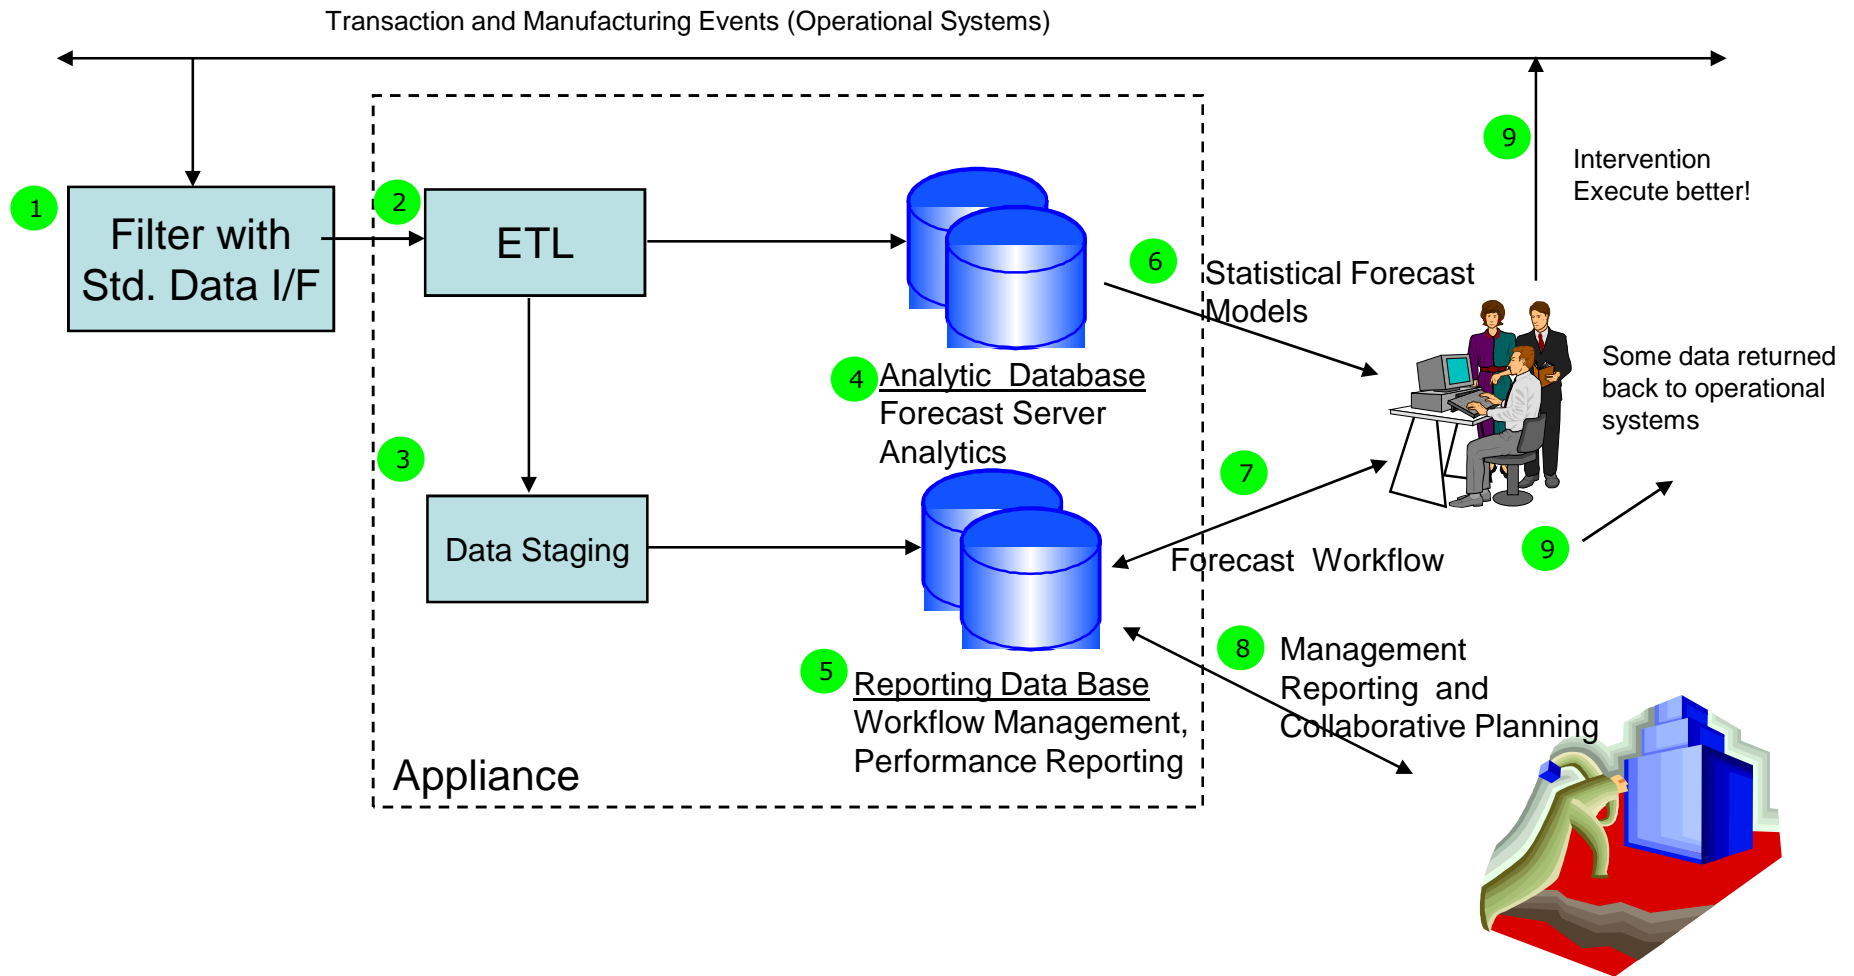 Transaction and Manufacturing Events (Operational Systems)
9
Intervention
Execute better!
1
Filter with
Std. Data I/F
2
ETL
6
Statistical Forecast
Models
4
Analytic Database
Forecast Server
Analytics
Some data returned
back to operational
systems
3
Data Staging
7
Forecast Workflow
9
5
Reporting Data Base
Workflow Management,
Performance Reporting
8
Management
Reporting and
Collaborative Planning
Appliance